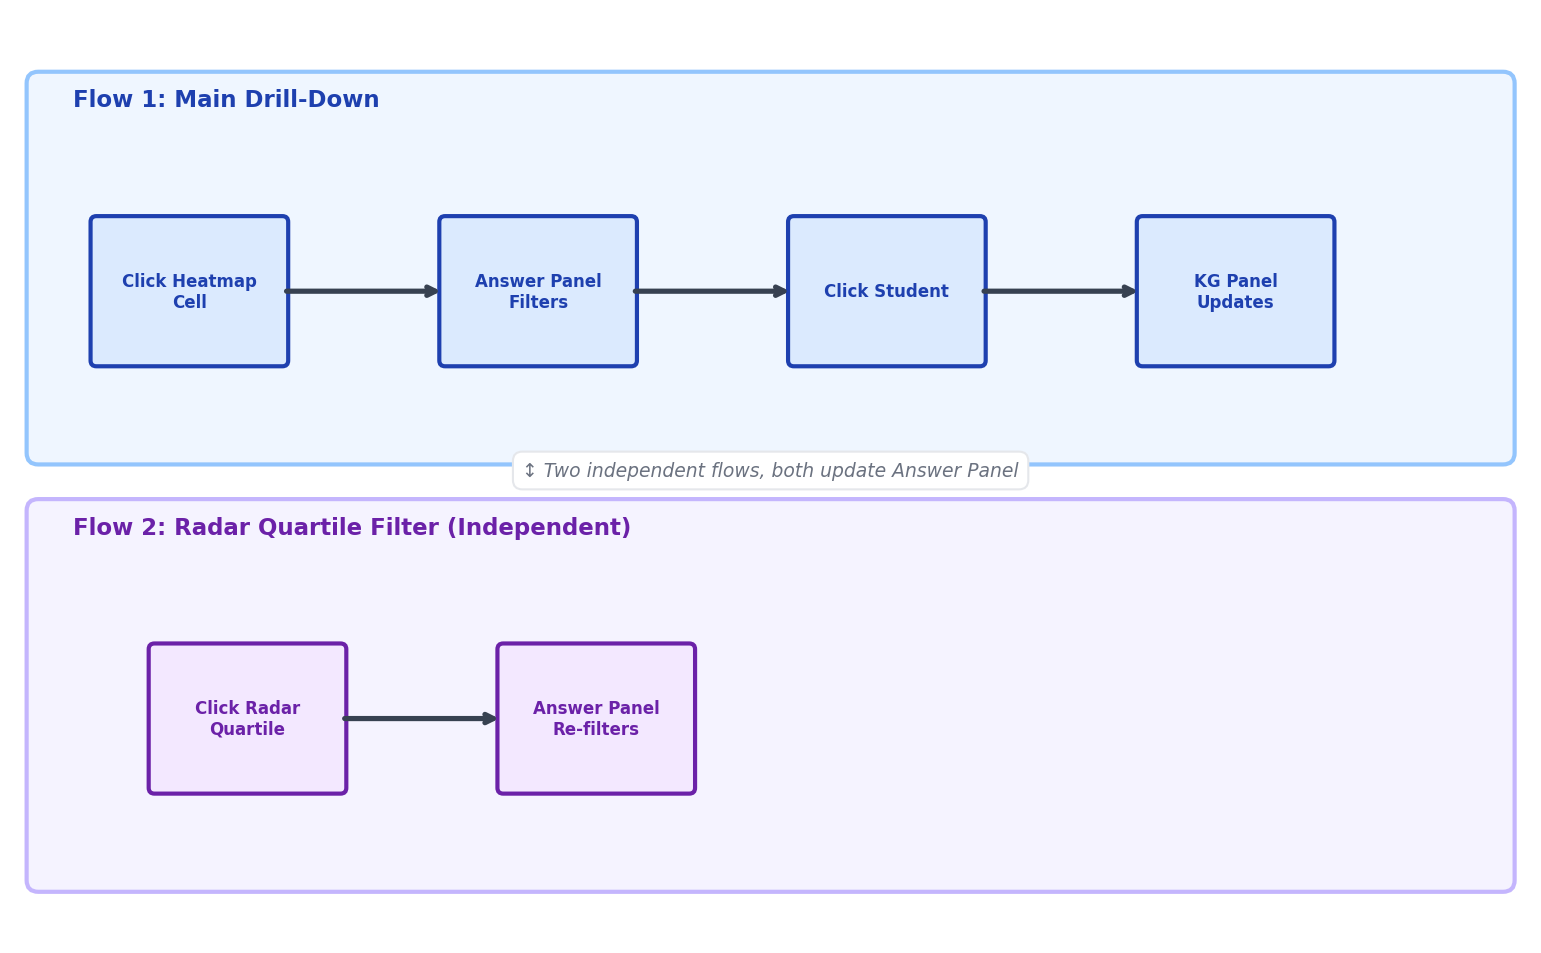 Flow 1: Main Drill-Down
Click Heatmap
Cell
Answer Panel
Filters
Click Student
KG Panel
Updates
↕ Two independent flows, both update Answer Panel
Flow 2: Radar Quartile Filter (Independent)
Click Radar
Quartile
Answer Panel
Re-filters